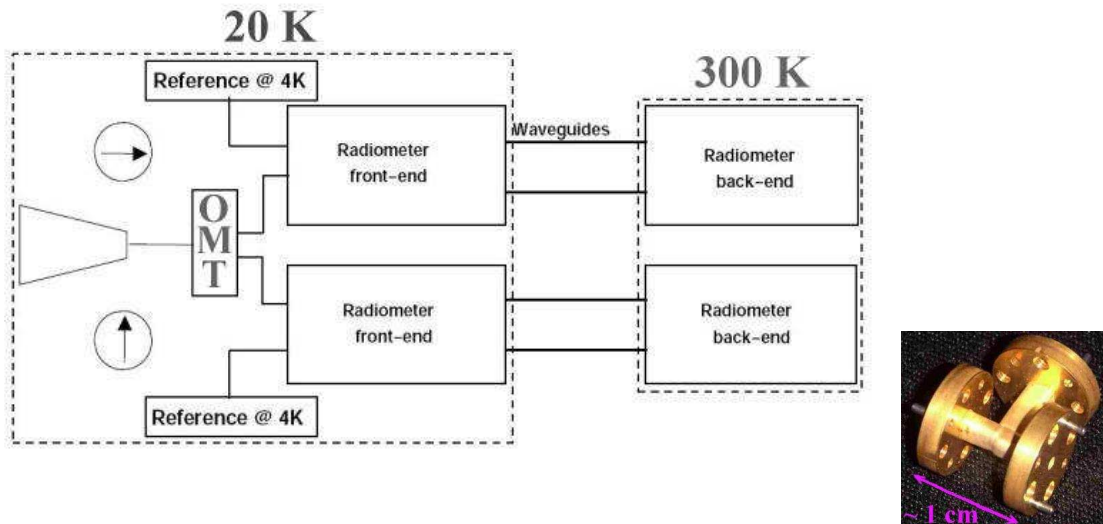 20 K
300 K
Reference @ 4K
Radiometer
front-end
Waveguides
Radiometer
back-end
OMT
Radiometer
front-end
Radiometer
back-end
Reference @ 4K
~ 1 cm